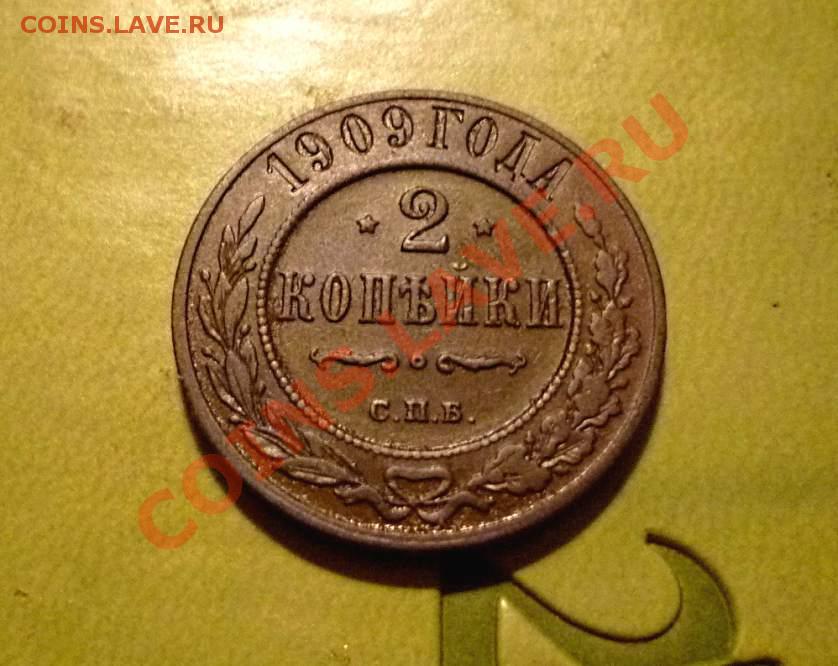 COINS.LAVE.RU
1909 ГОДА
★ 2 ★
КОПѢЙКИ
С.П.Б.
COINS.LAVE.RU